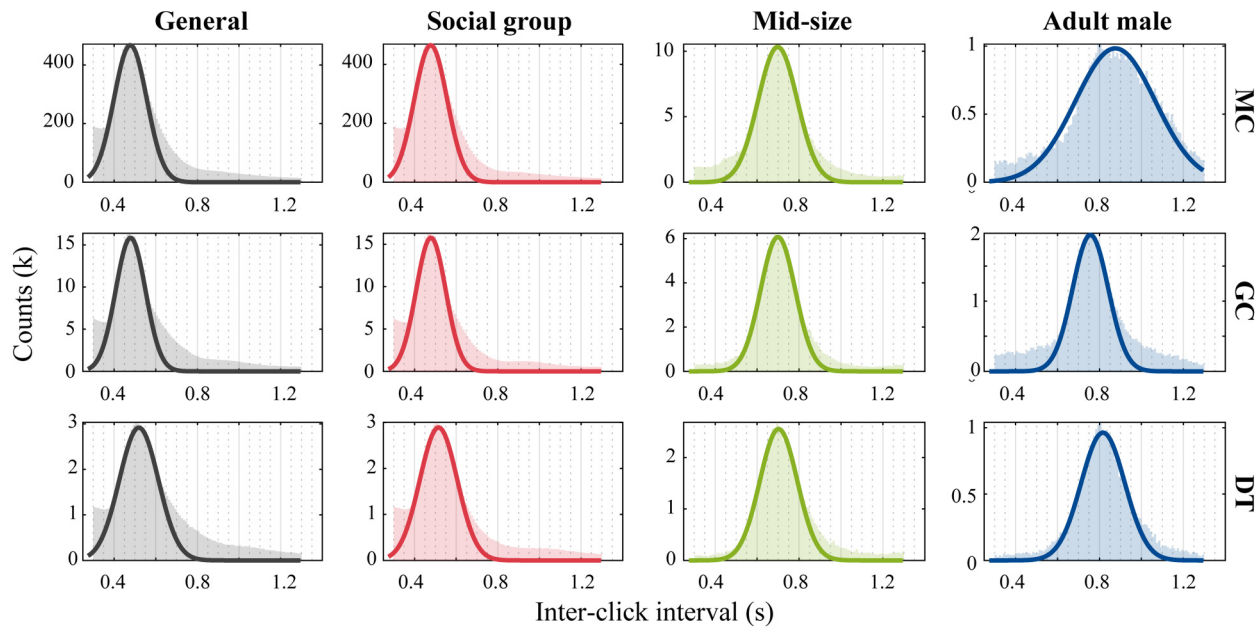 General Social group Mid-size Adult male
400 400 10 1
200 200 5 0.5
0 0 0 0
MC
0.4 0.8 1.2 0.4 0.8 1.2 0.4 0.8 1.2 0.4 0.8 1.2
15 15 6 2
10 10 4
5 5 2 1
0 0 0 0
GC
0.4 0.8 1.2 0.4 0.8 1.2 0.4 0.8 1.2 0.4 0.8 1.2
3 3 1
2 2 2
1 1 1 0.5
0 0 0 0
DT
0.4 0.8 1.2 0.4 0.8 1.2 0.4 0.8 1.2 0.4 0.8 1.2
Counts (k)
Inter-click interval (s)